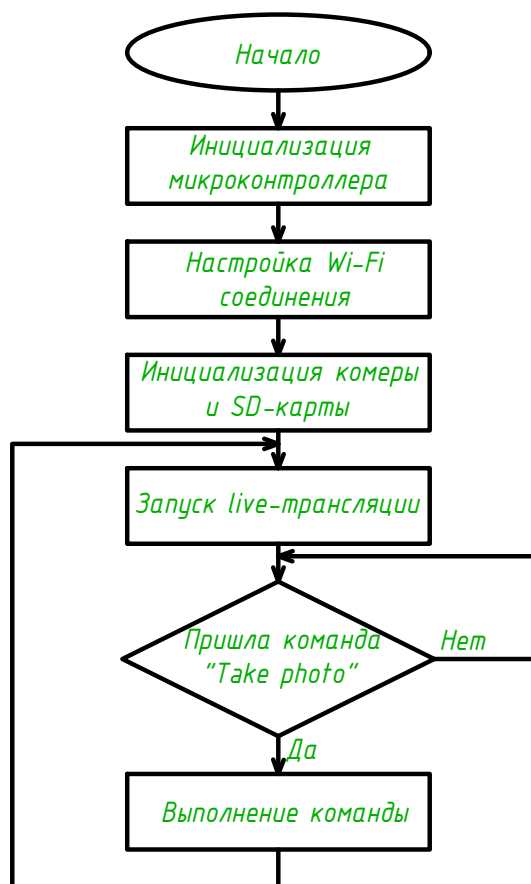 Начало
Инициализация
микроконтроллера
Настройка Wi-Fi
соединения
Инициализация комеры
и SD-карты
Запуск live-трансляции
Пришла команда
"Take photo"
Нет
Да
Выполнение команды